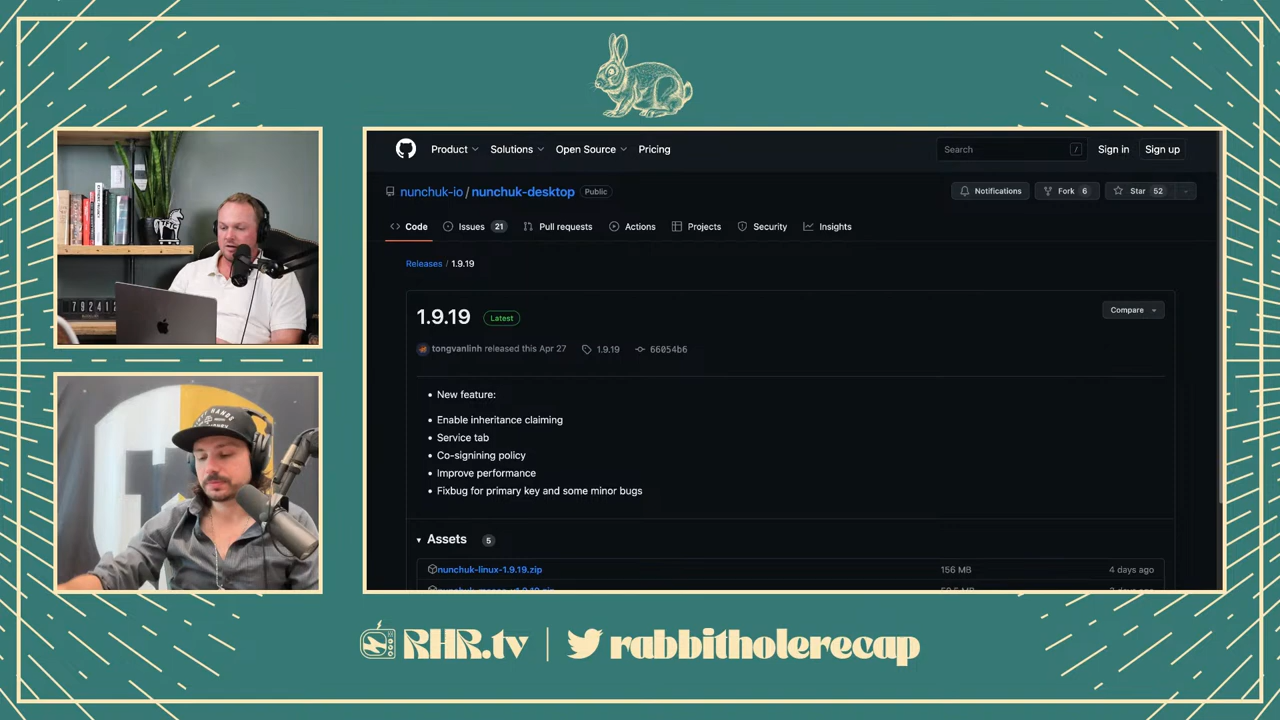 Product Solutions Open Source Pricing Search / Sign in Sign up
nunchuk-io / nunchuk-desktop Public Notifications Fork 6 Star 52
Code Issues 21 Pull requests Actions Projects Security Insights
Releases / 1.9.19
1.9.19 Latest Compare
tongvanlinh released this Apr 27 1.9.19 66054b6
New feature:
Enable inheritance claiming
Service tab
Co-signining policy
Improve performance
Fixbug for primary key and some minor bugs
Assets 5
nunchuk-linux-1.9.19.zip 156 MB 4 days ago
RHR.tv | rabbitholerecap